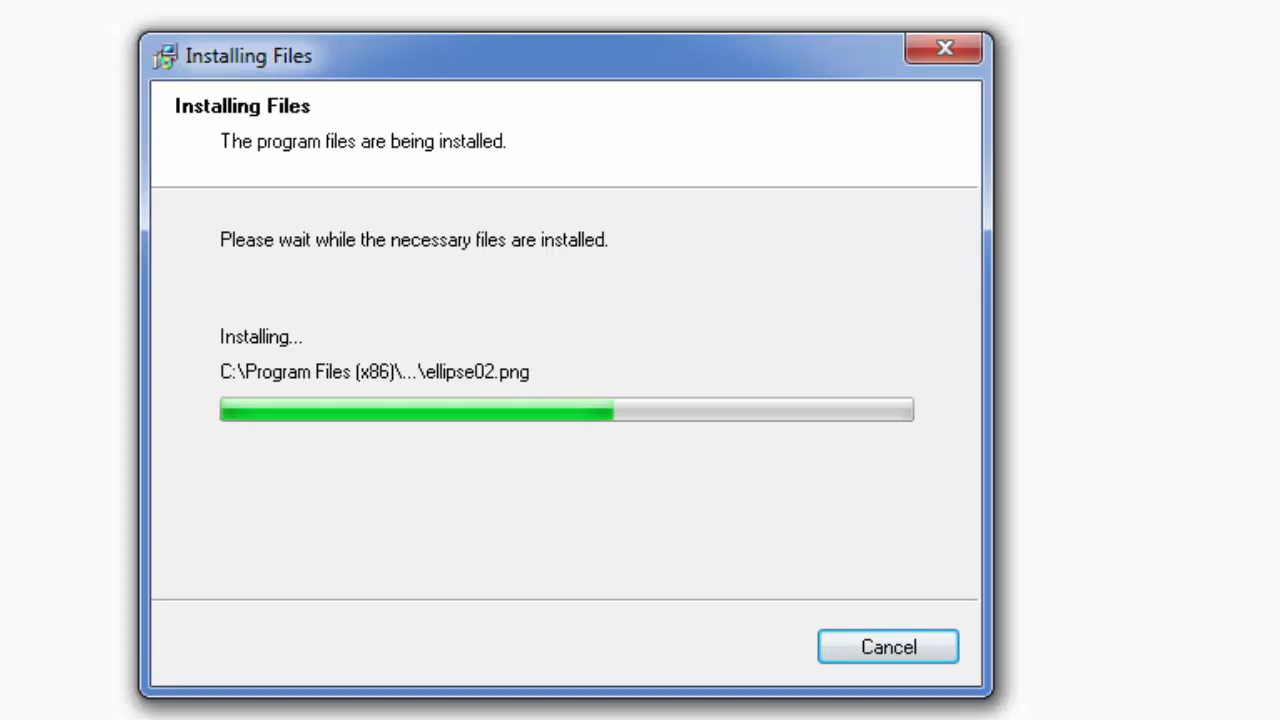 Installing Files
Installing Files
The program files are being installed.
Please wait while the necessary files are installed.
Installing...
C:\Program Files (x86)\...\ellipse02.png
Cancel